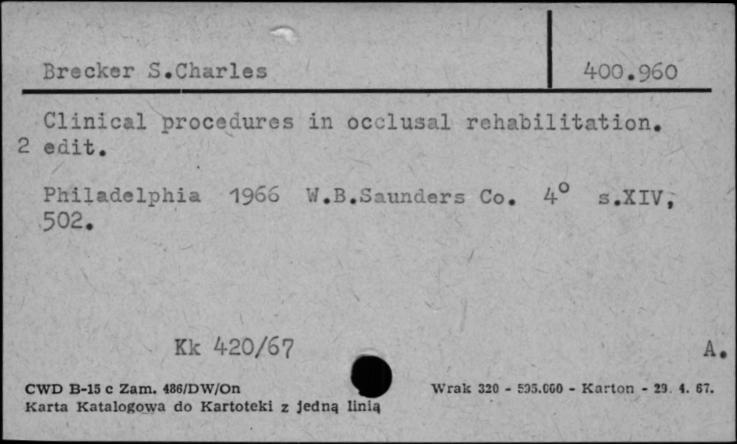 Brecker S.Charles 400.960
Clinical procedures in occlusal rehabilitation.
2 edit.
Philadelphia 1966 W.B.Saunders Co. 4° s.XIV,
502.
Kk 420/67 A.
CWD B-15 c Zam. 486/DW/On Wrak 320 - 595.000 - Karton - 29. 4. 67.
Karta Katalogowa do Kartoteki z jedną linią